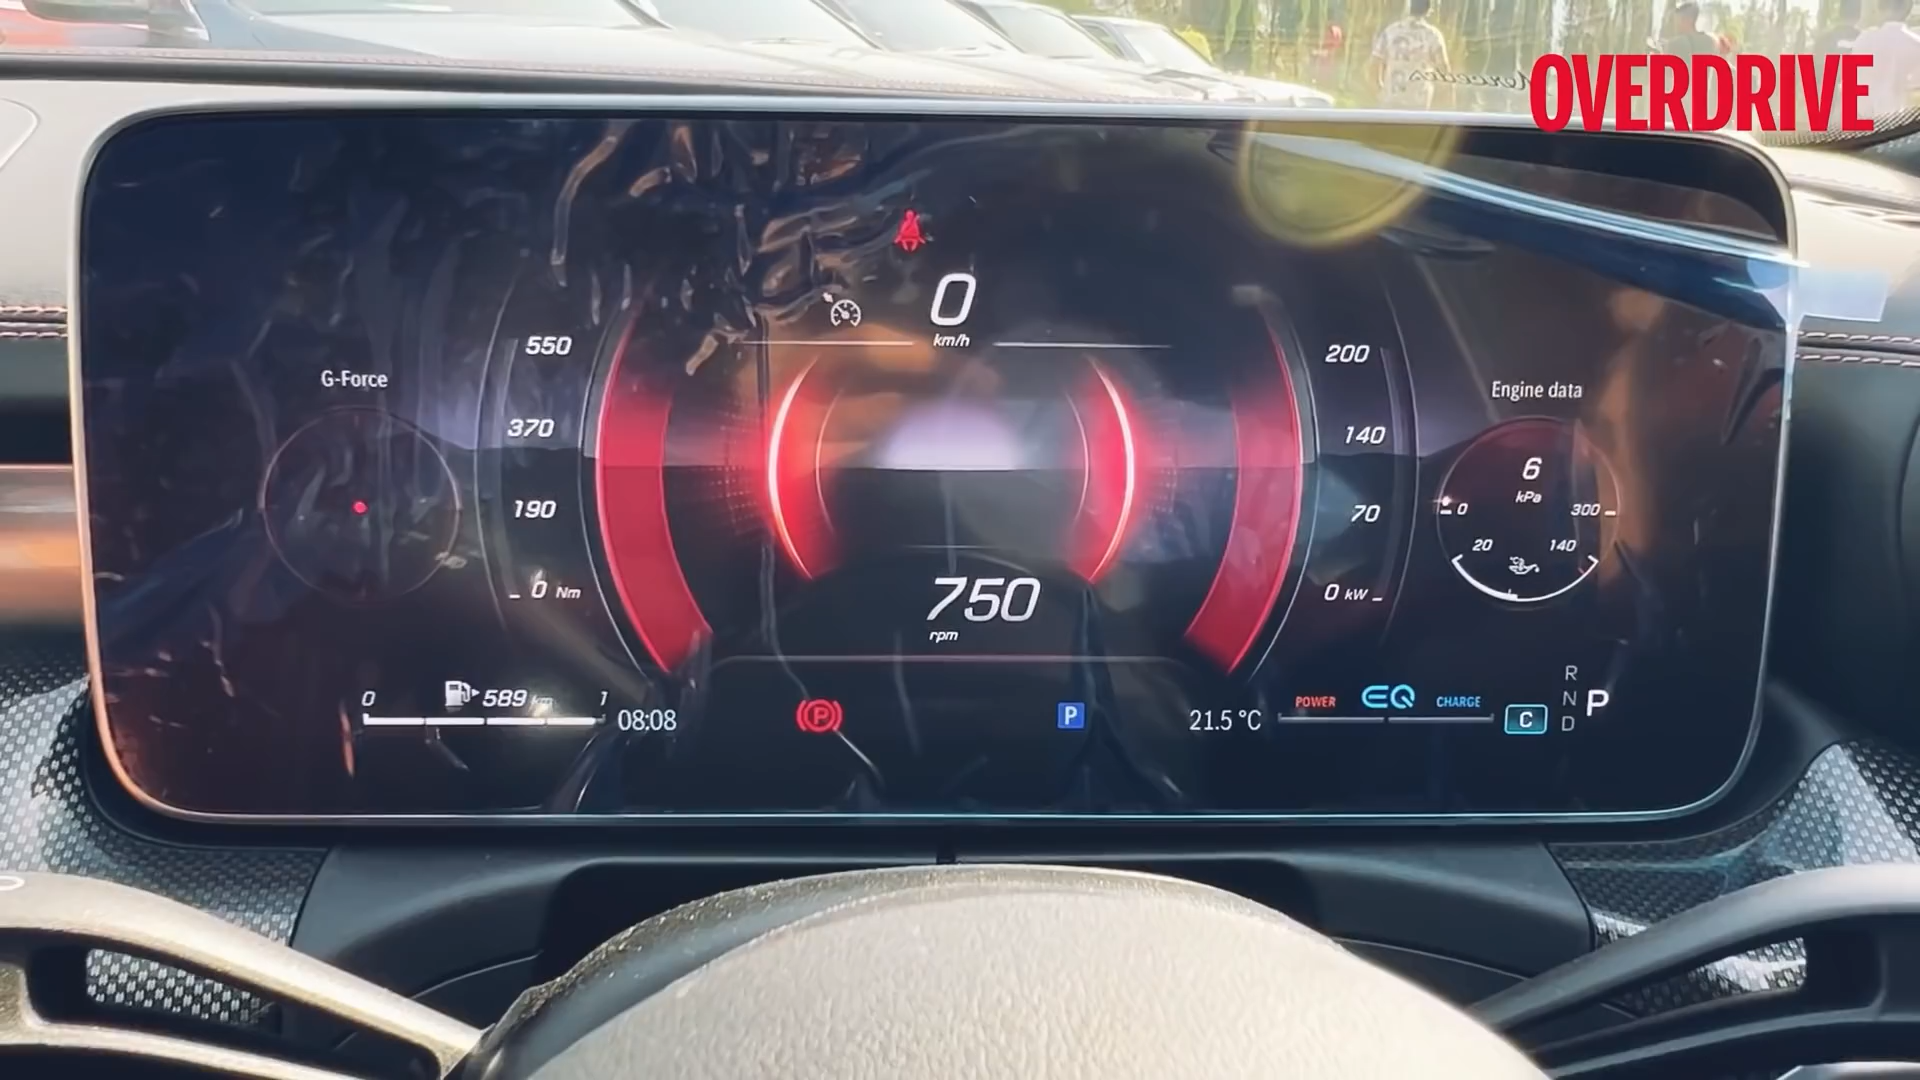 OVERDRIVE
Mercedes
0
km/h
550
370
190
0 Nm
G-Force
200
140
70
0 kW
Engine data
6
kPa
0
300
20
140
750
rpm
0
589 km
1
08:08
P
P
21.5 °C
POWER
EQ
CHARGE
C
R
N
D
P